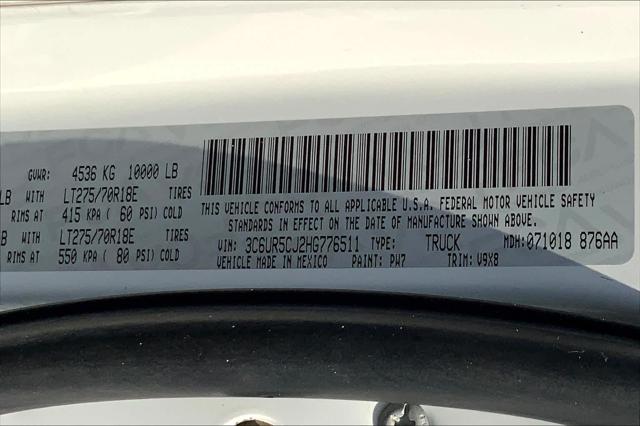 GVWR: 4536 KG 10000 LB
LB WITH LT275/70R18E TIRES
RIMS AT 415 KPA ( 60 PSI) COLD
B WITH LT275/70R18E TIRES
RIMS AT 550 KPA ( 80 PSI) COLD
THIS VEHICLE CONFORMS TO ALL APPLICABLE U.S.A. FEDERAL MOTOR VEHICLE SAFETY
STANDARDS IN EFFECT ON THE DATE OF MANUFACTURE SHOWN ABOVE.
VIN: 3C6UR5CJ2HG776511 TYPE: TRUCK MDH: 071018 876AA
VEHICLE MADE IN MEXICO PAINT: PW7 TRIM: V9X8